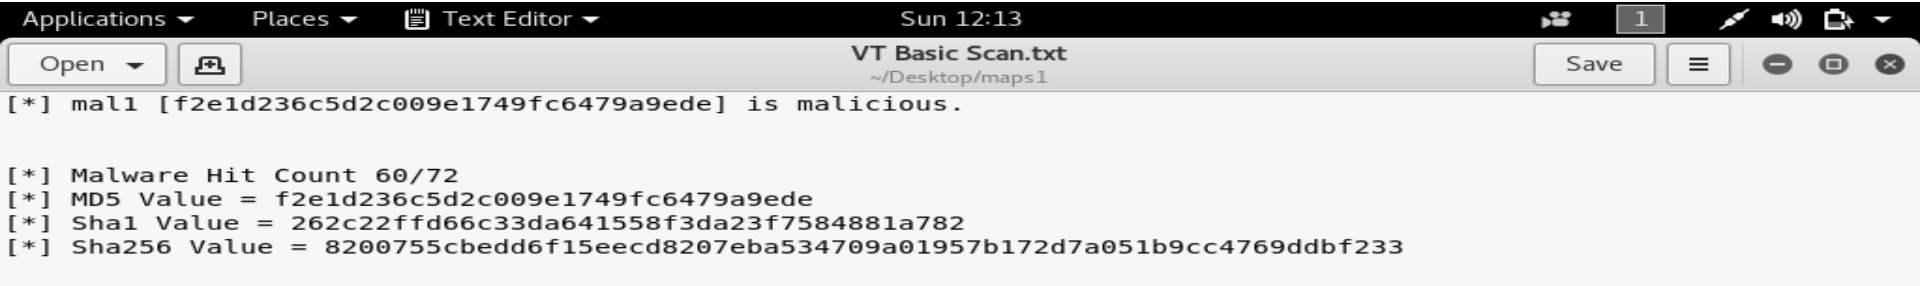 Applications Places Text Editor Sun 12:13 1
Open VT Basic Scan.txt Save
~/Desktop/maps1
[*] mal1 [f2e1d236c5d2c009e1749fc6479a9ede] is malicious.
[*] Malware Hit Count 60/72
[*] MD5 Value = f2e1d236c5d2c009e1749fc6479a9ede
[*] Sha1 Value = 262c22ffd66c33da641558f3da23f7584881a782
[*] Sha256 Value = 8200755cbedd6f15eecd8207eba534709a01957b172d7a051b9cc4769ddbf233